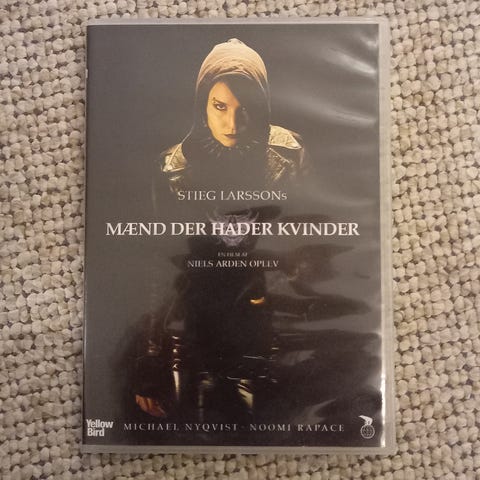 STIEG LARSSONs
MÆND DER HADER KVINDER
EN FILM AF
NIELS ARDEN OPLEV
Yellow
Bird
MICHAEL NYQVIST · NOOMI RAPACE